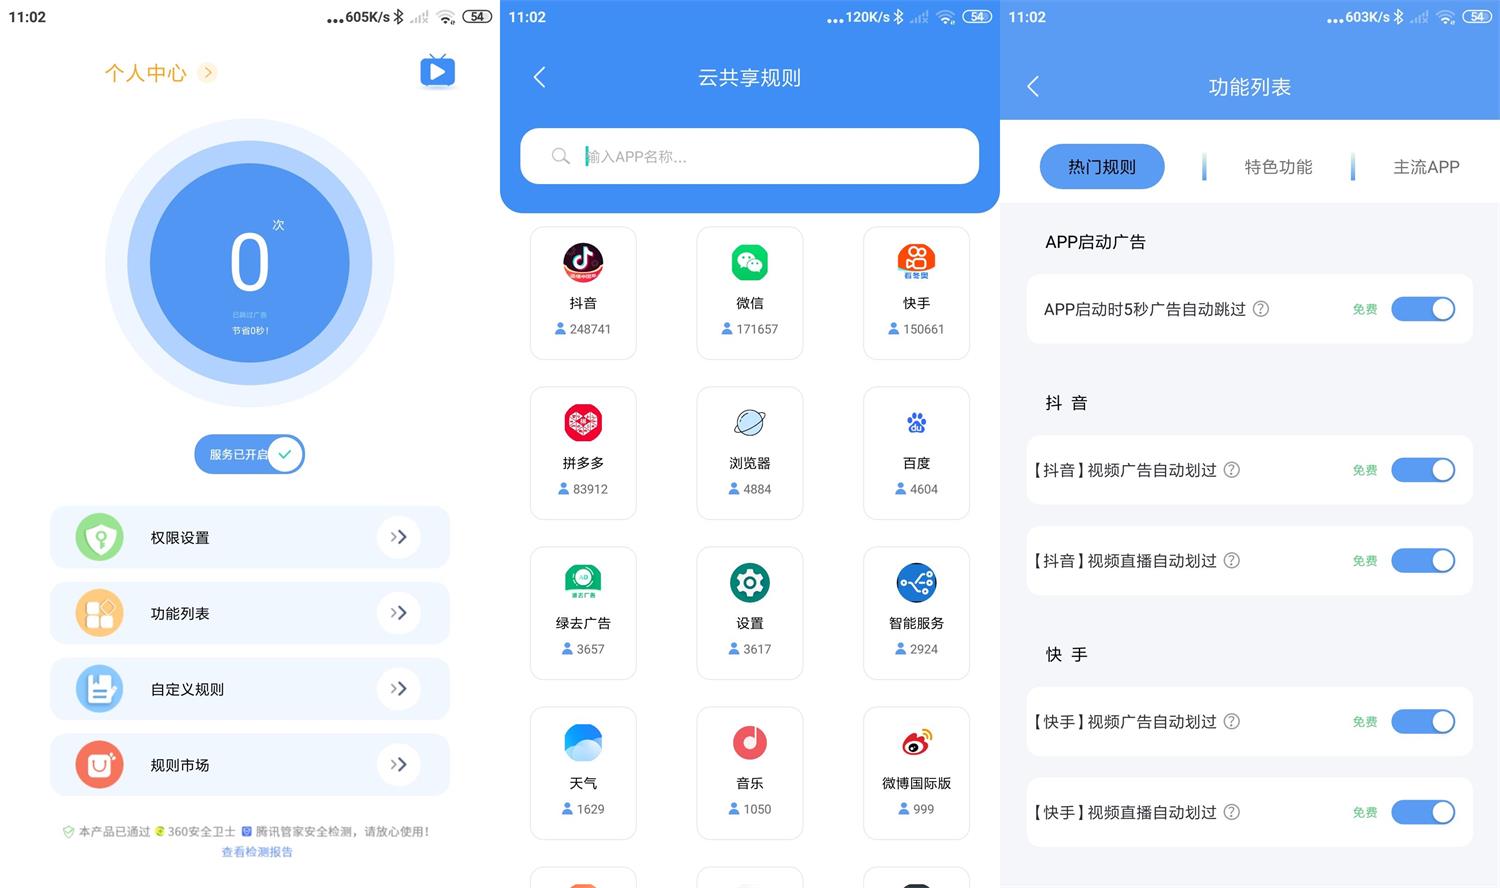 11:02
...605K/s
54
个人中心
次
0
已跳过广告
节省0秒!
服务已开启
权限设置
功能列表
自定义规则
规则市场
本产品已通过 360安全卫士 腾讯管家安全检测，请放心使用!
查看检测报告
11:02
...120K/s
54
云共享规则
输入APP名称...
抖音
248741
微信
171657
看冬奥
快手
150661
拼多多
83912
浏览器
4884
du
百度
4604
AD
绿去广告
绿去广告
3657
设置
3617
智能服务
2924
天气
1629
音乐
1050
微博国际版
999
11:02
...603K/s
54
功能列表
热门规则
特色功能
主流APP
APP启动广告
APP启动时5秒广告自动跳过 ?
免费
抖 音
【抖音】视频广告自动划过 ?
免费
【抖音】视频直播自动划过 ?
免费
快 手
【快手】视频广告自动划过 ?
免费
【快手】视频直播自动划过 ?
免费